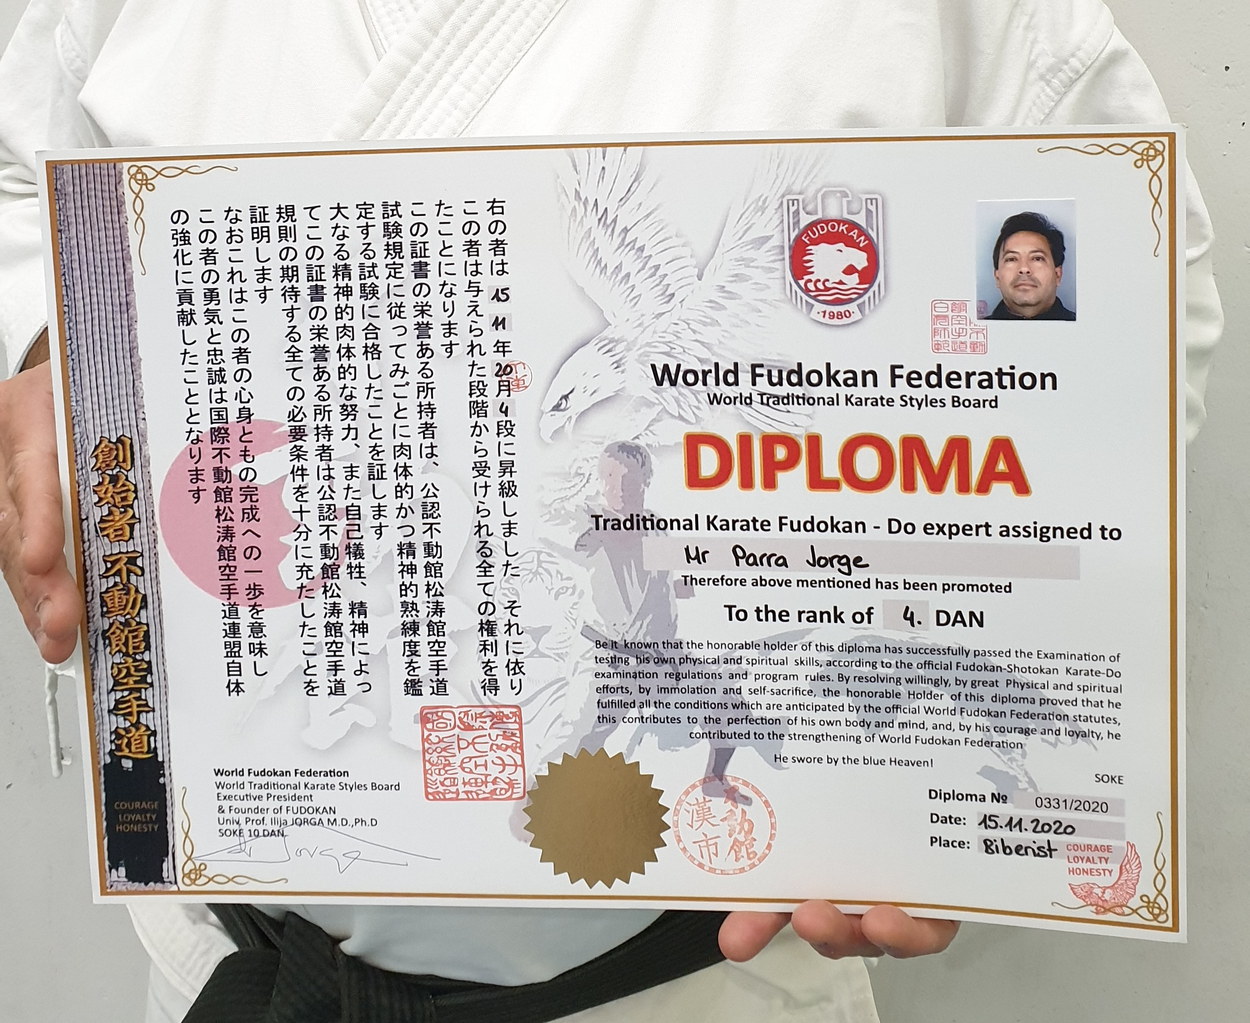 創始者 不動館空手道
COURAGE
LOYALTY
HONESTY
右の者は 15 11 年 20 月 4 段に昇級しました それに依り
この者は与えられた段階から受けられる全ての権利を得
たことになります
この証書の栄誉ある所持者は、公認不動館松涛館空手道
試験規定に従ってみごとに肉体的かつ精神的熟練度を鑑
定する試験に合格したことを証します
大なる精神的肉体的な努力、また自己犠牲、精神によっ
てこの証書の栄誉ある所持者は公認不動館松涛館空手道
規則の期待する全ての必要条件を十分に充たしたことを
証明します
なおこれはこの者の心身ともの完成への一歩を意味し
この者の勇気と忠誠は国際不動館松涛館空手道連盟自体
の強化に貢献したこととなります
World Fudokan Federation
World Traditional Karate Styles Board
Executive President
& Founder of FUDOKAN
Univ. Prof. Ilija JORGA M.D.,Ph.D
SOKE 10 DAN
FUDOKAN
·1980·
World Fudokan Federation
World Traditional Karate Styles Board
DIPLOMA
Traditional Karate Fudokan - Do expert assigned to
Mr Parra Jorge
Therefore above mentioned has been promoted
To the rank of 4. DAN
Be it known that the honorable holder of this diploma has successfully passed the Examination of
testing his own physical and spiritual skills, according to the official Fudokan-Shotokan Karate-Do
examination regulations and program rules. By resolving willingly, by great Physical and spiritual
efforts, by immolation and self-sacrifice, the honorable Holder of this diploma proved that he
fulfilled all the conditions which are anticipated by the official World Fudokan Federation statutes,
this contributes to the perfection of his own body and mind, and, by his courage and loyalty, he
contributed to the strengthening of World Fudokan Federation
He swore by the blue Heaven!
SOKE
Diploma № 0331/2020
Date: 15.11.2020
Place: Biberist
COURAGE
LOYALTY
HONESTY
漢市
不動館